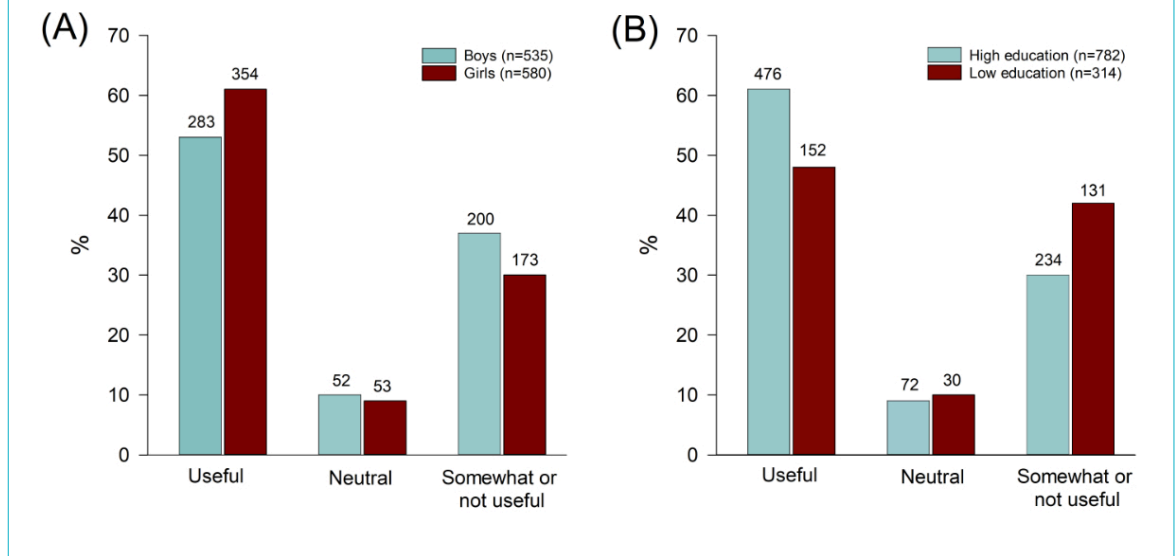 (A)
70
60
50
40
30
20
10
0
%
Boys (n=535)
Girls (n=580)
283
354
52
53
200
173
Useful
Neutral
Somewhat or
not useful
(B)
70
60
50
40
30
20
10
0
%
High education (n=782)
Low education (n=314)
476
152
72
30
234
131
Useful
Neutral
Somewhat or
not useful